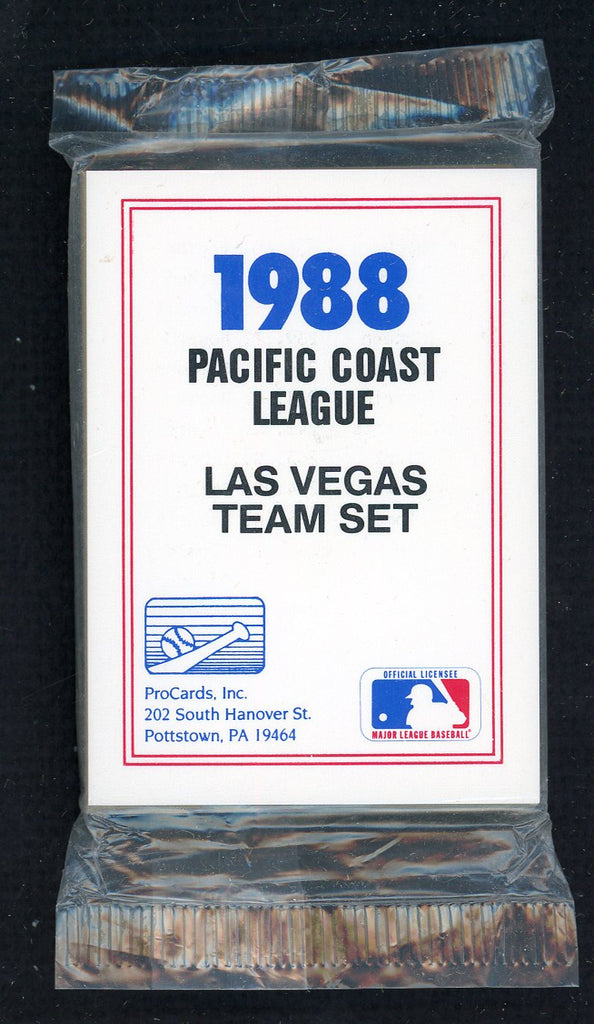 1988
PACIFIC COAST
LEAGUE
LAS VEGAS
TEAM SET
ProCards, Inc.
202 South Hanover St.
Pottstown, PA 19464
OFFICIAL LICENSEE
MAJOR LEAGUE BASEBALL®